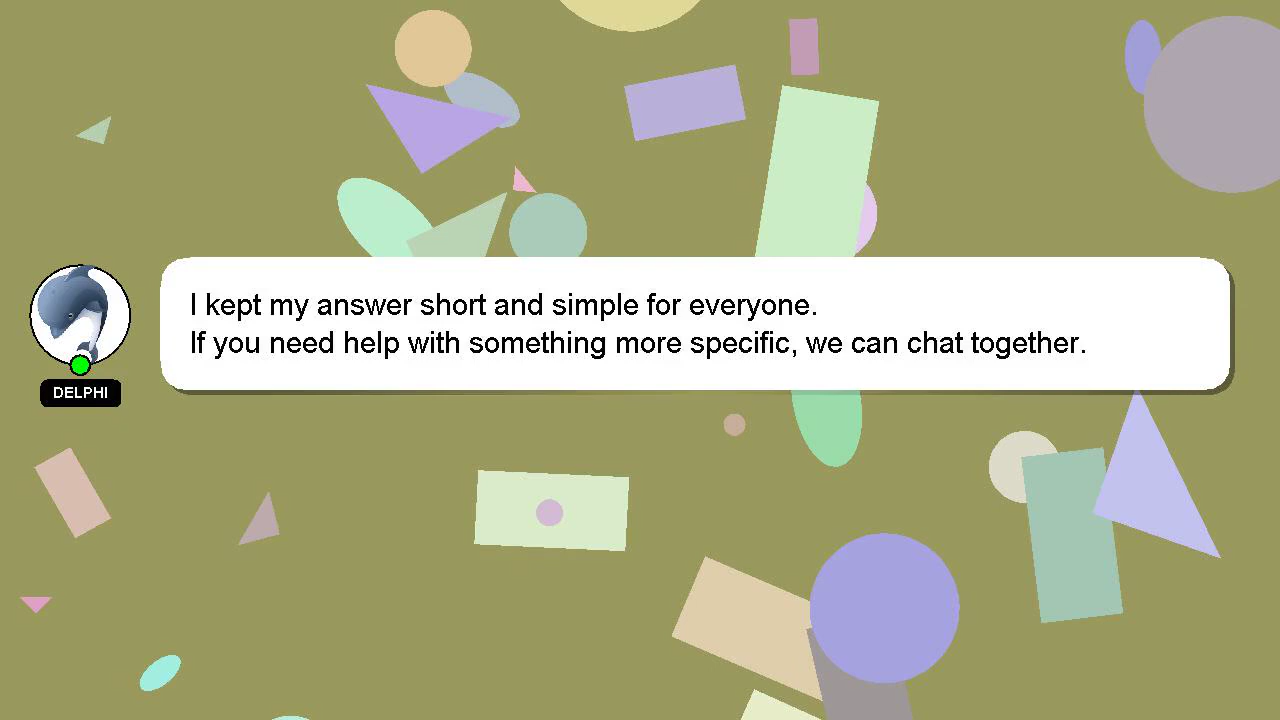 I kept my answer short and simple for everyone.
If you need help with something more specific, we can chat together.
DELPHI